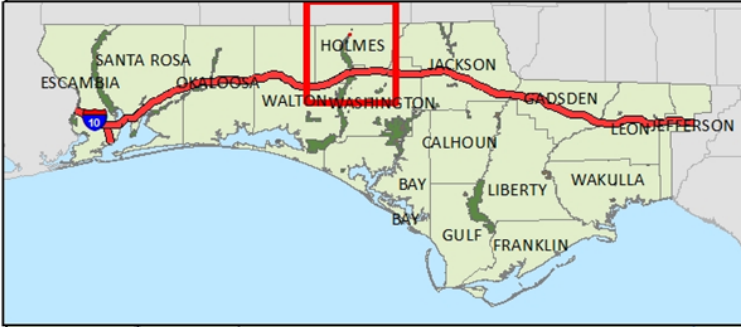 HOLMES
SANTA ROSA
JACKSON
ESCAMBIA
OKALOOSA
WALTON
WASHINGTON
GADSDEN
10
LEON
JEFFERSON
CALHOUN
BAY
LIBERTY
WAKULLA
BAY
GULF
FRANKLIN